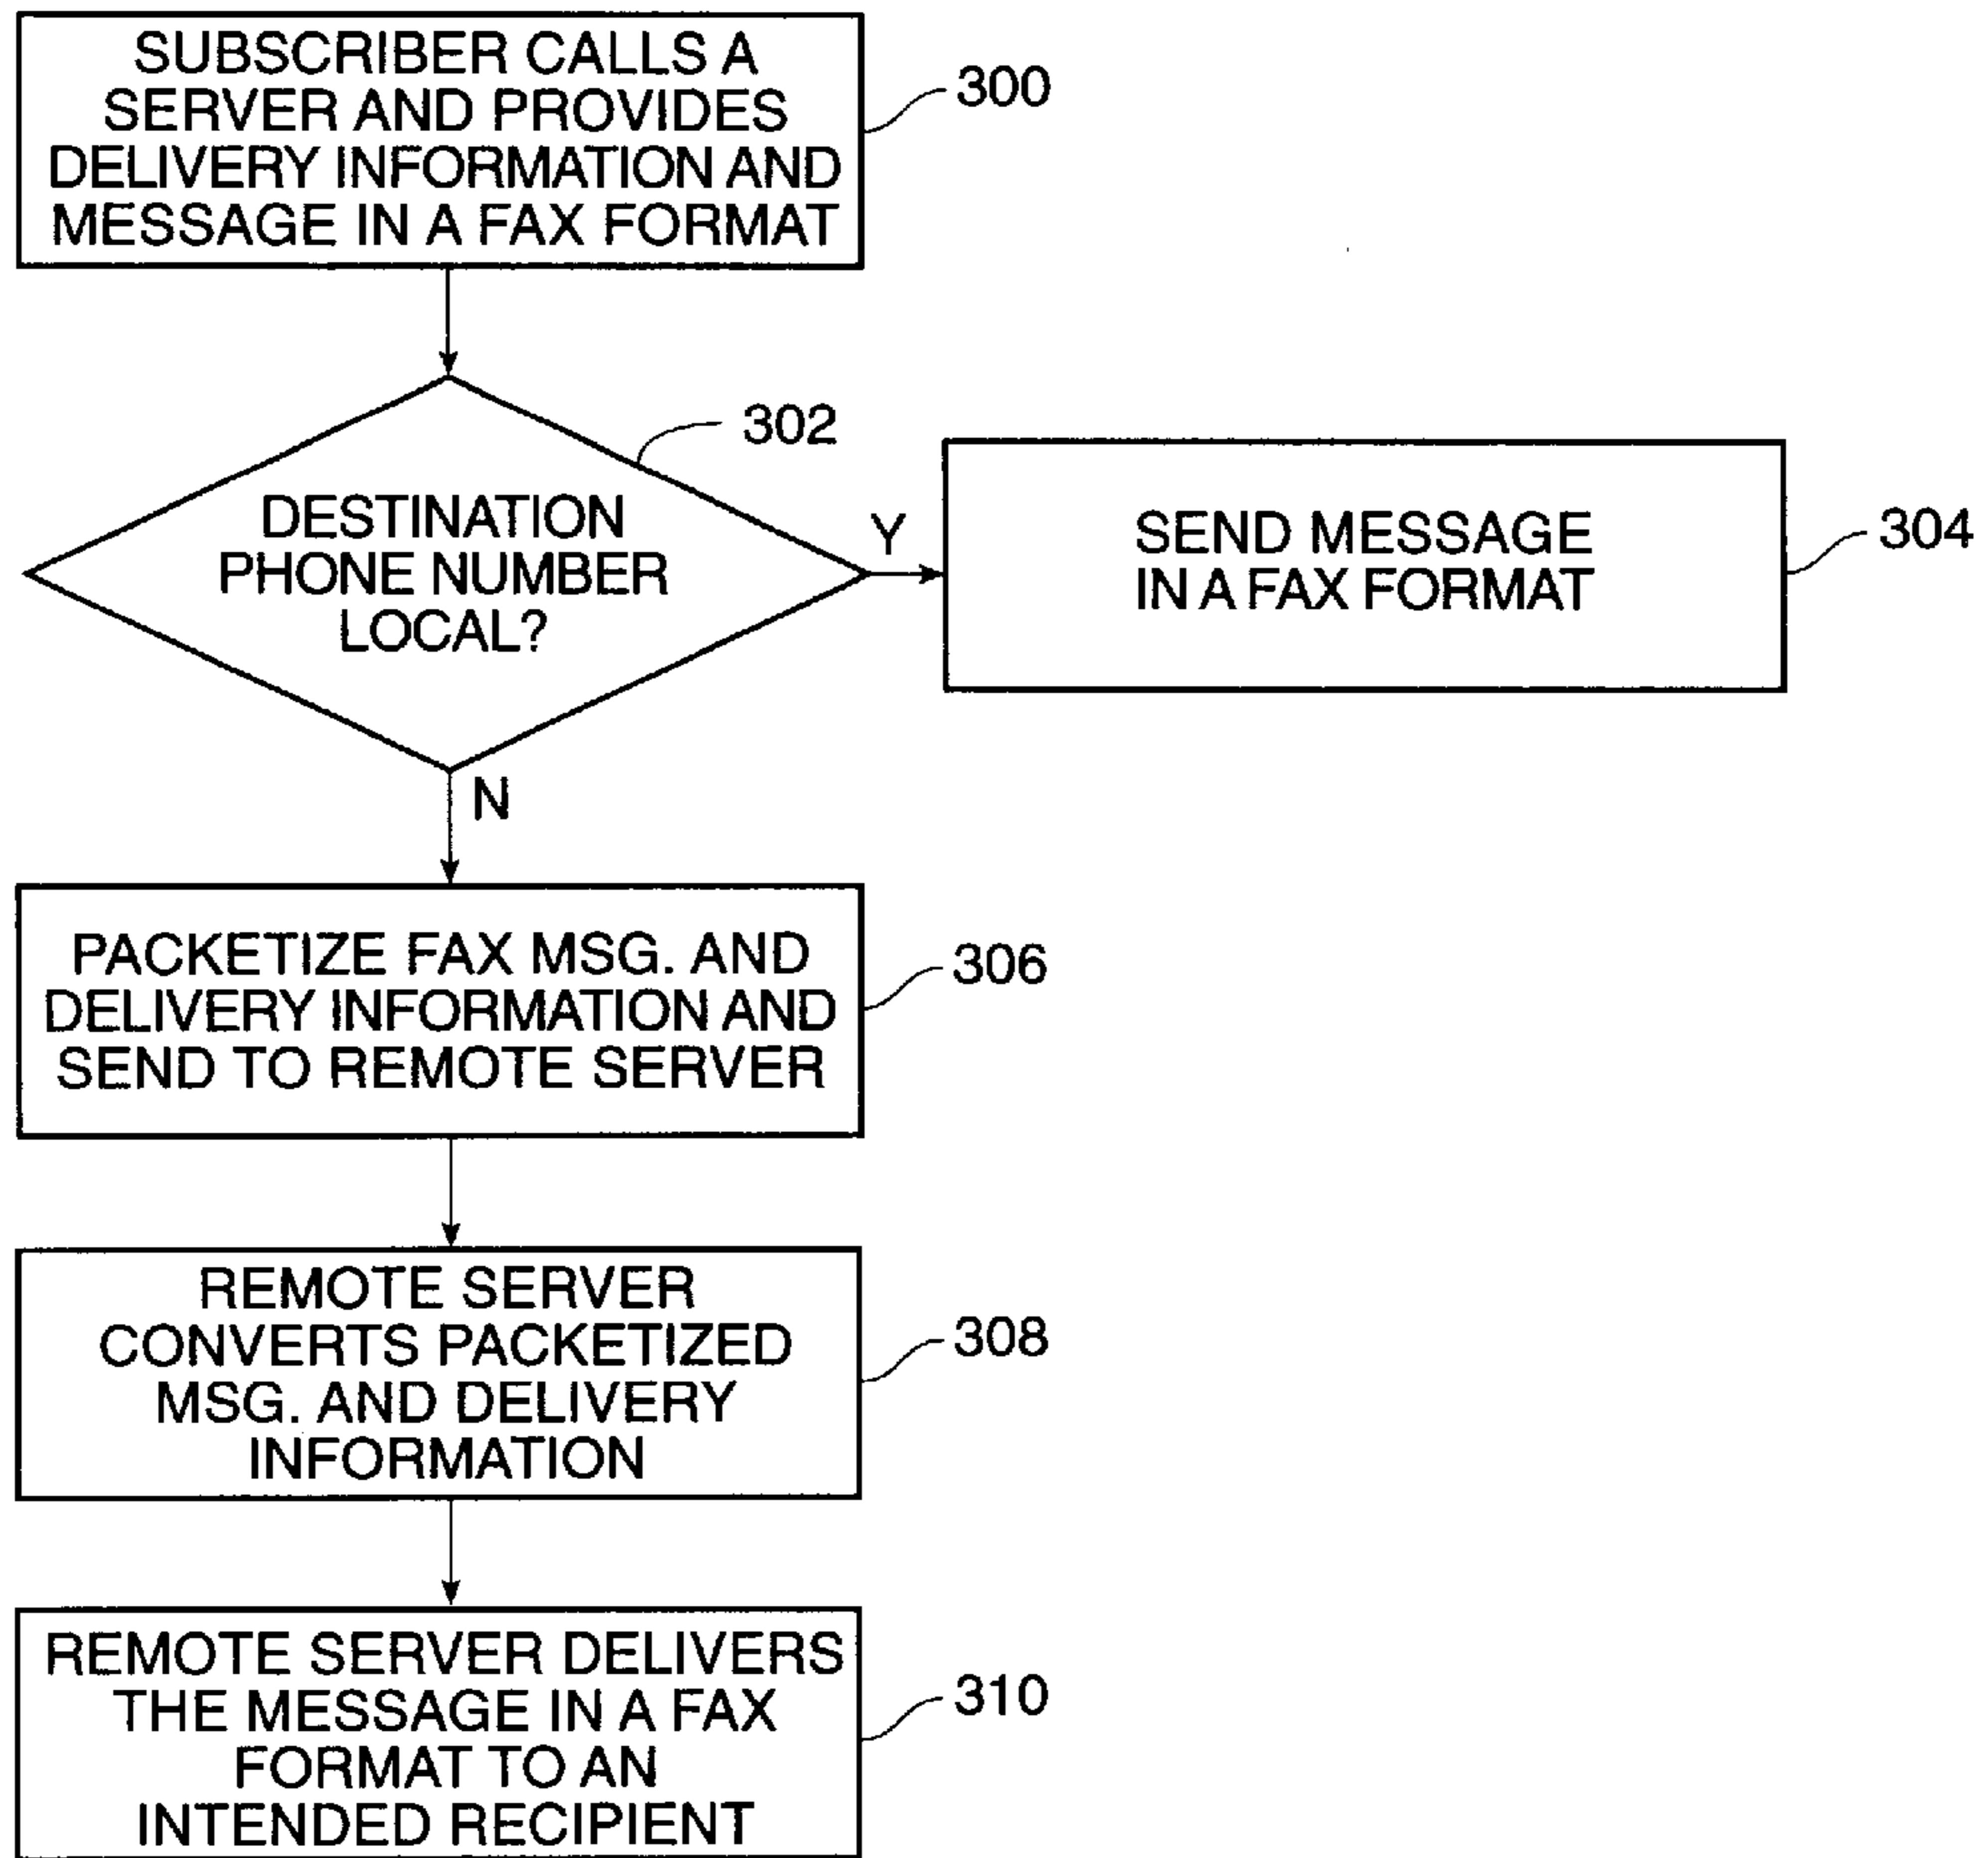 SUBSCRIBER CALLS A
SERVER AND PROVIDES
DELIVERY INFORMATION AND
MESSAGE IN A FAX FORMAT
300
302
DESTINATION
PHONE NUMBER
LOCAL?
Y
SEND MESSAGE
IN A FAX FORMAT
304
N
PACKETIZE FAX MSG. AND
DELIVERY INFORMATION AND
SEND TO REMOTE SERVER
306
REMOTE SERVER
CONVERTS PACKETIZED
MSG. AND DELIVERY
INFORMATION
308
REMOTE SERVER DELIVERS
THE MESSAGE IN A FAX
FORMAT TO AN
INTENDED RECIPIENT
310